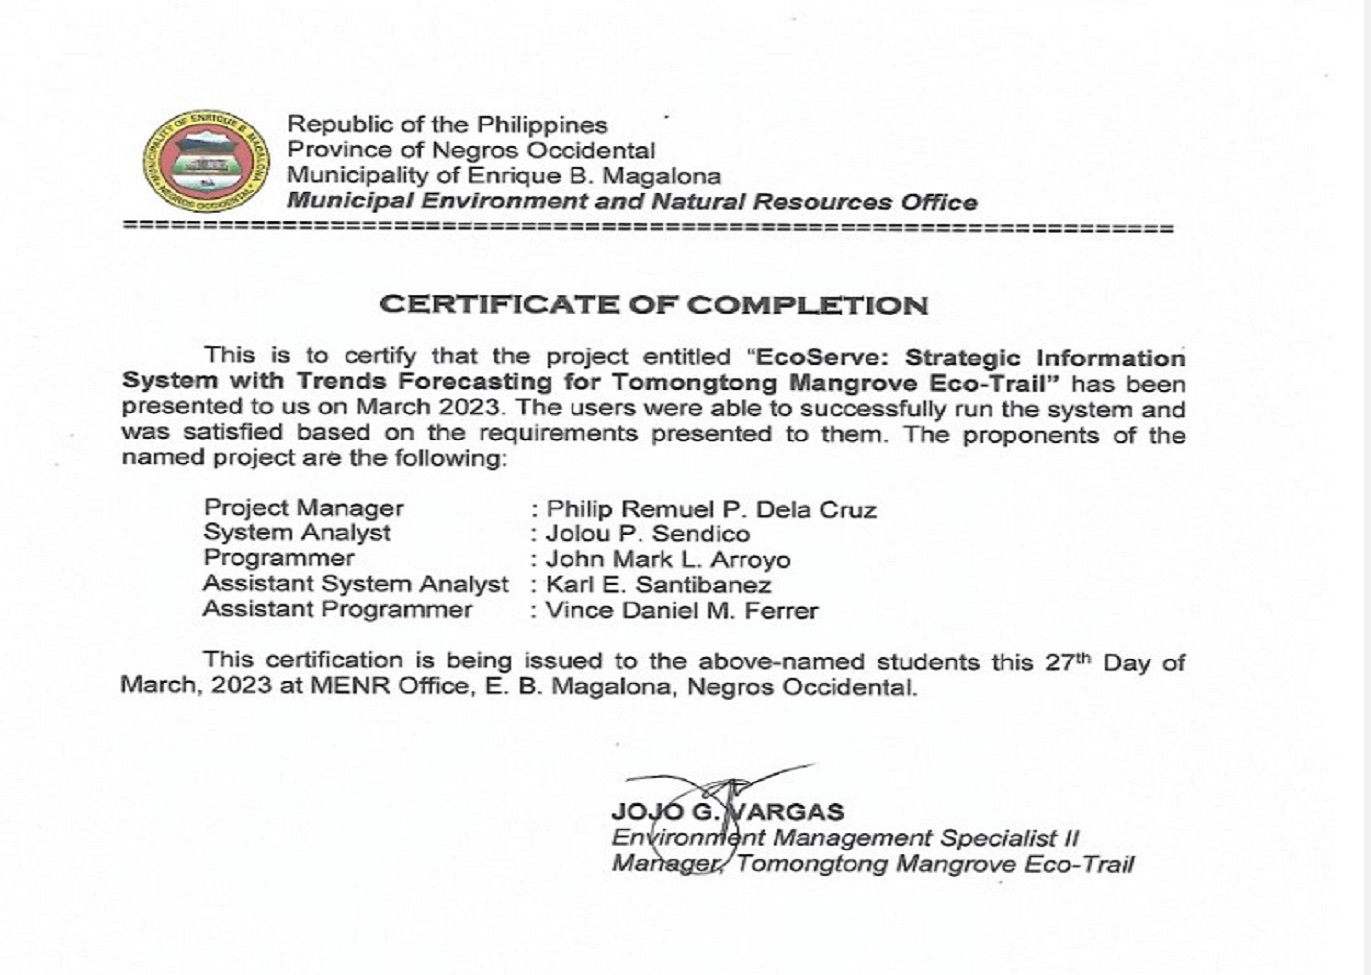 Republic of the Philippines
Province of Negros Occidental
Municipality of Enrique B. Magalona
Municipal Environment and Natural Resources Office
MUNICIPALITY OF ENRIQUE B. MAGALONA
NEGROS OCCIDENTAL
======================================================================
CERTIFICATE OF COMPLETION
This is to certify that the project entitled “EcoServe: Strategic Information
System with Trends Forecasting for Tomongtong Mangrove Eco-Trail” has been
presented to us on March 2023. The users were able to successfully run the system and
was satisfied based on the requirements presented to them. The proponents of the
named project are the following:
Project Manager : Philip Remuel P. Dela Cruz
System Analyst : Jolou P. Sendico
Programmer : John Mark L. Arroyo
Assistant System Analyst : Karl E. Santibanez
Assistant Programmer : Vince Daniel M. Ferrer
This certification is being issued to the above-named students this 27th Day of
March, 2023 at MENR Office, E. B. Magalona, Negros Occidental.
JOJO G. VARGAS
Environment Management Specialist II
Manager, Tomongtong Mangrove Eco-Trail